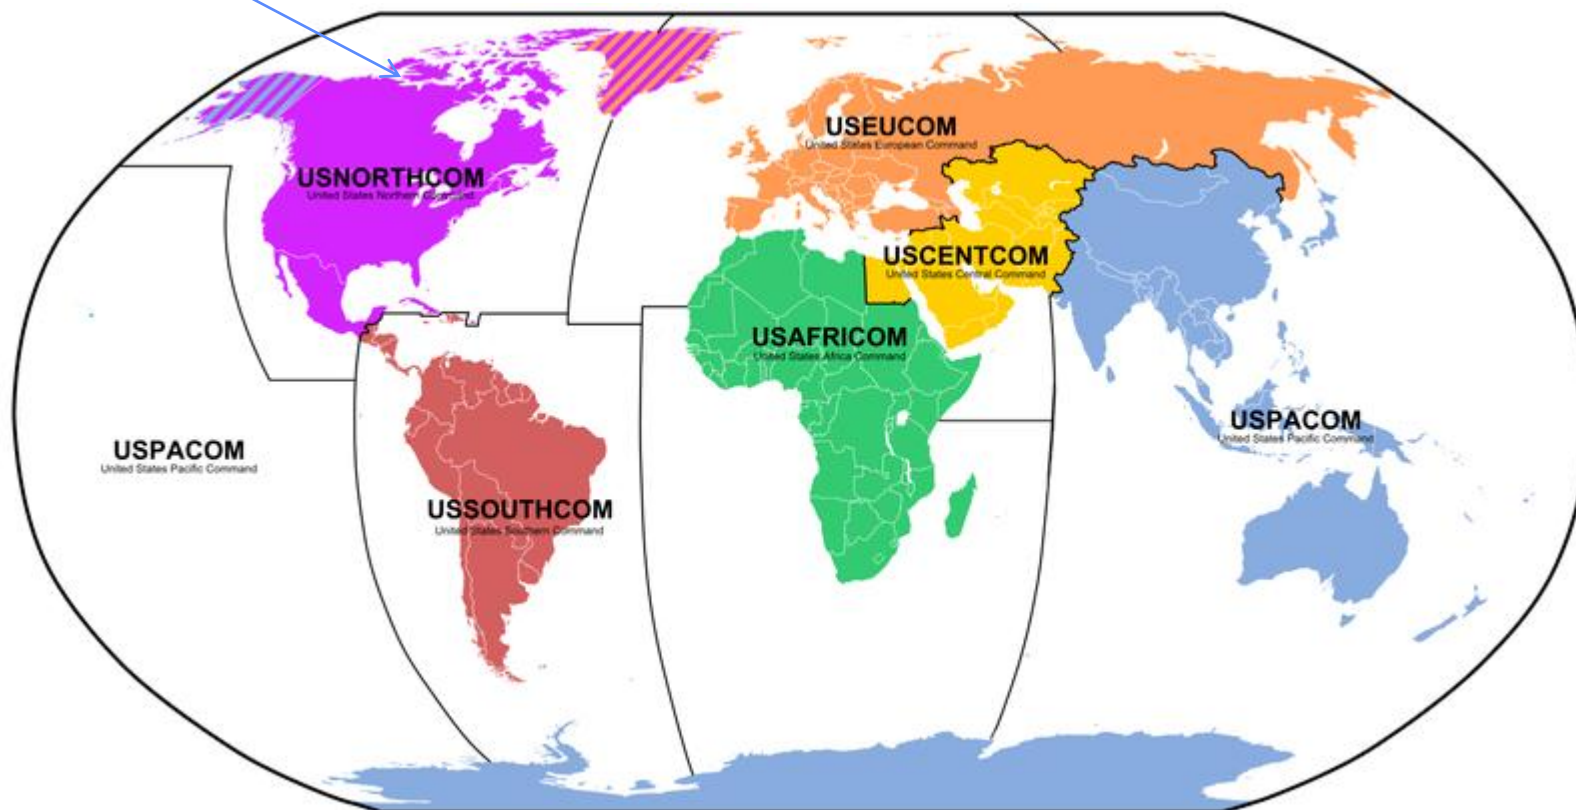 USEUCOM
United States European Command
USNORTHCOM
United States Northern Command
USCENTCOM
United States Central Command
USAFRICOM
United States Africa Command
USPACOM
United States Pacific Command
USPACOM
United States Pacific Command
USSOUTHCOM
United States Southern Command